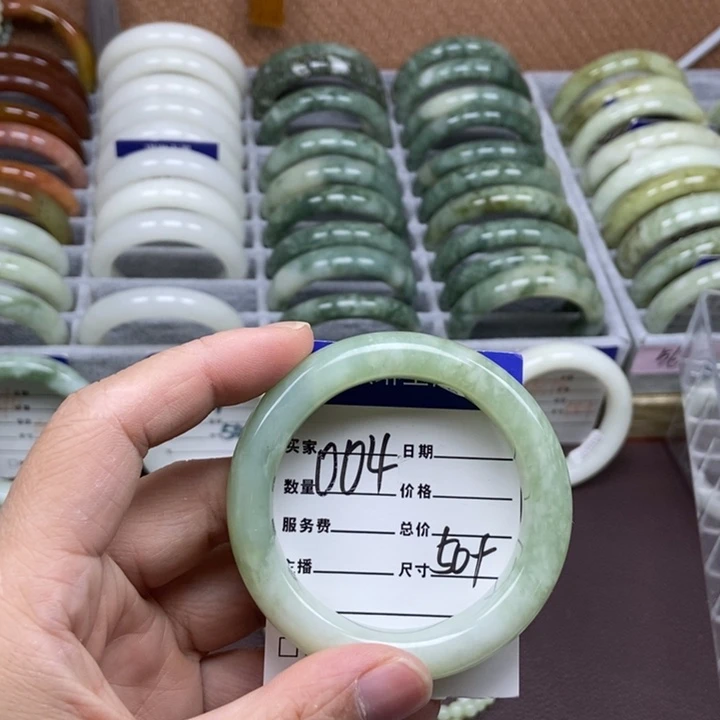 买家 004 日期
数量 价格
服务费 总价
主播 尺寸 50+
56